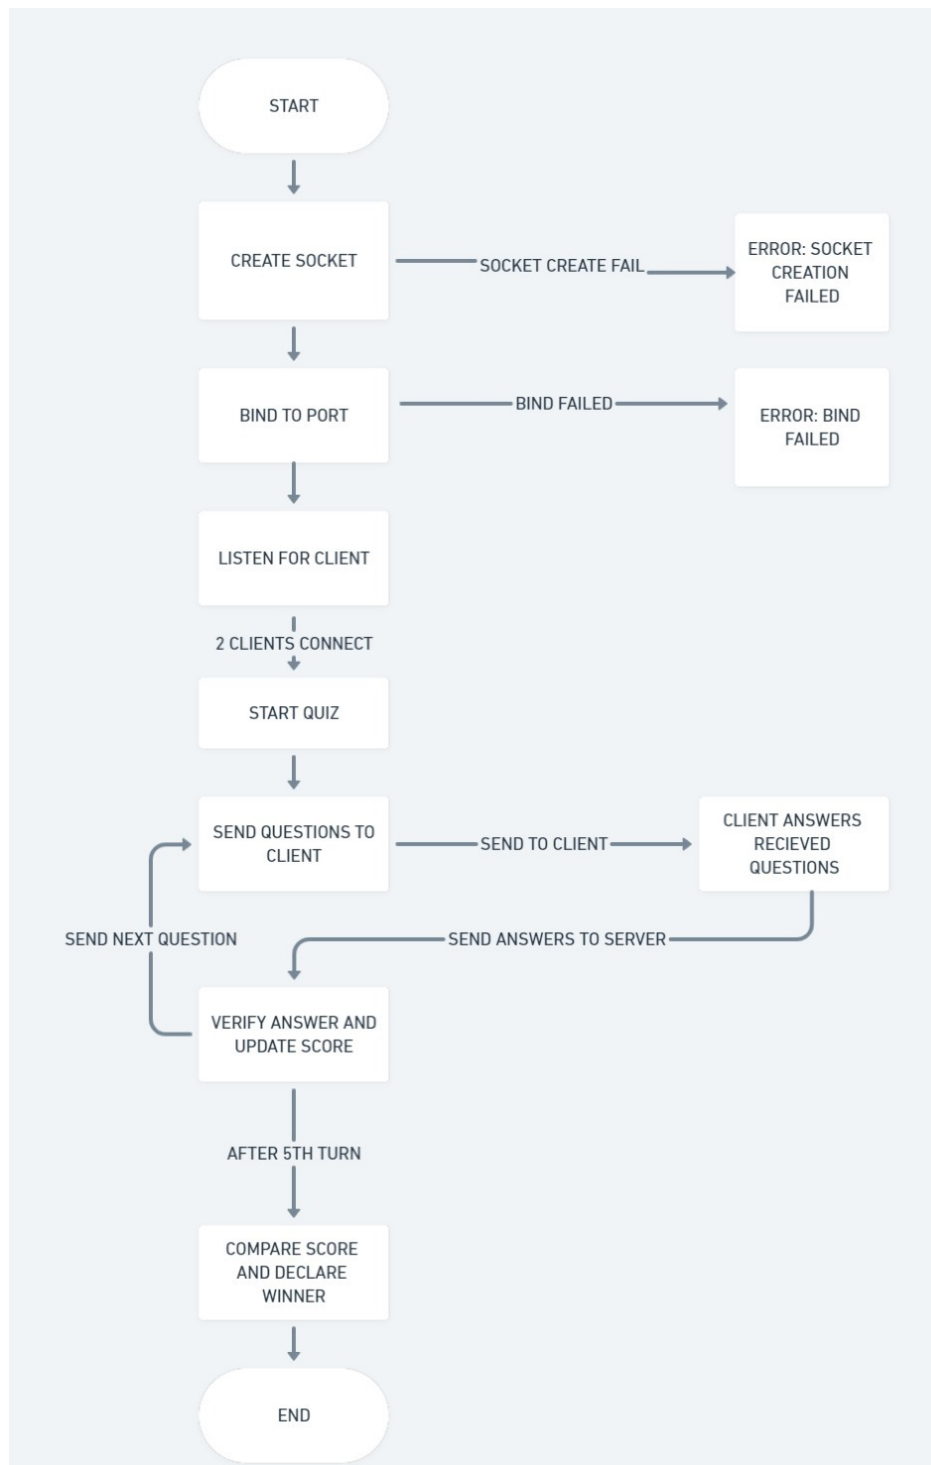 START
CREATE SOCKET
SOCKET CREATE FAIL
ERROR: SOCKET
CREATION
FAILED
BIND TO PORT
BIND FAILED
ERROR: BIND
FAILED
LISTEN FOR CLIENT
2 CLIENTS CONNECT
START QUIZ
SEND QUESTIONS TO
CLIENT
SEND TO CLIENT
CLIENT ANSWERS
RECIEVED
QUESTIONS
SEND NEXT QUESTION
SEND ANSWERS TO SERVER
VERIFY ANSWER AND
UPDATE SCORE
AFTER 5TH TURN
COMPARE SCORE
AND DECLARE
WINNER
END